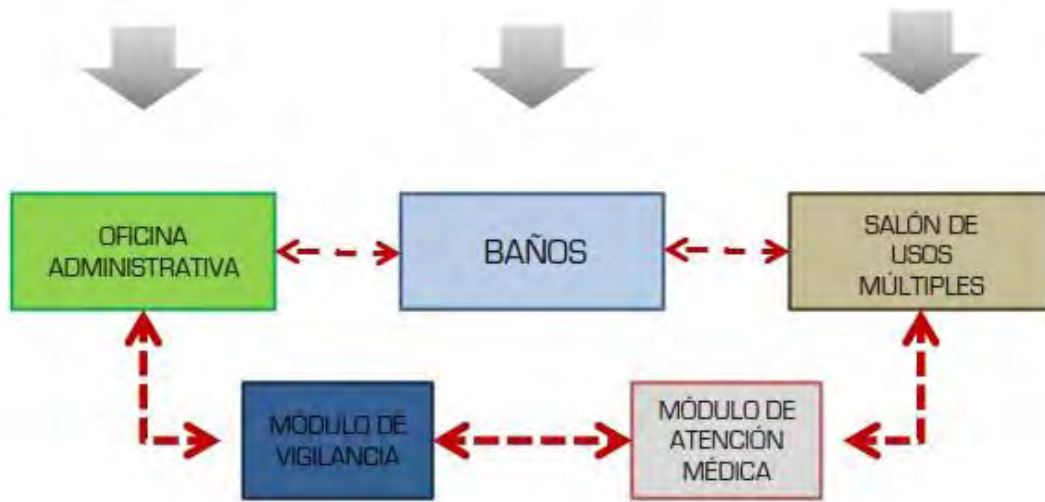 OFICINA
ADMINISTRATIVA
BAÑOS
SALÓN DE
USOS
MÚLTIPLES
MÓDULO DE
VIGILANCIA
MÓDULO DE
ATENCIÓN
MÉDICA